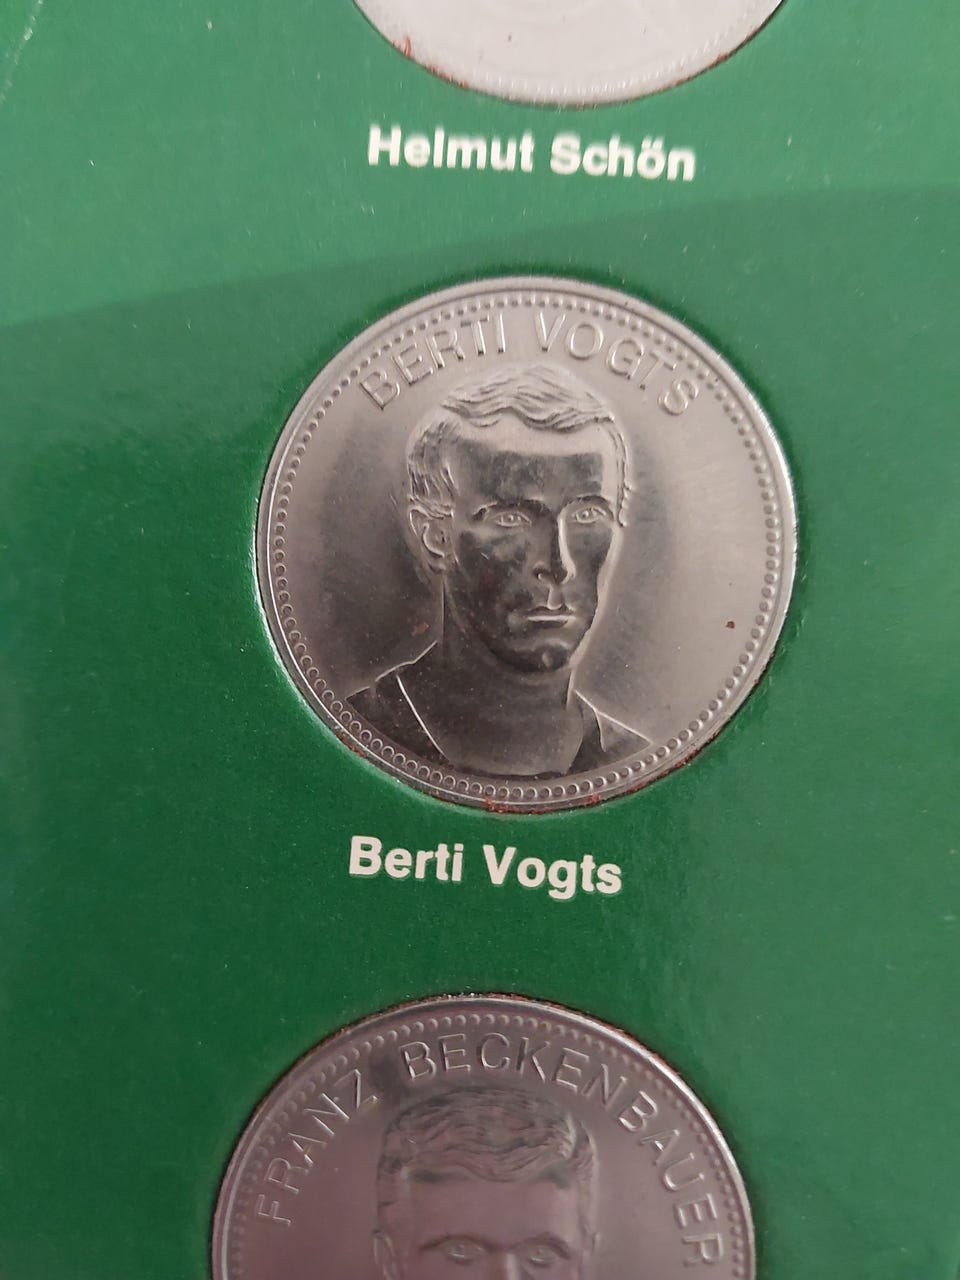 Helmut Schön
BERTI VOGTS
Berti Vogts
FRANZ BECKENBAUER